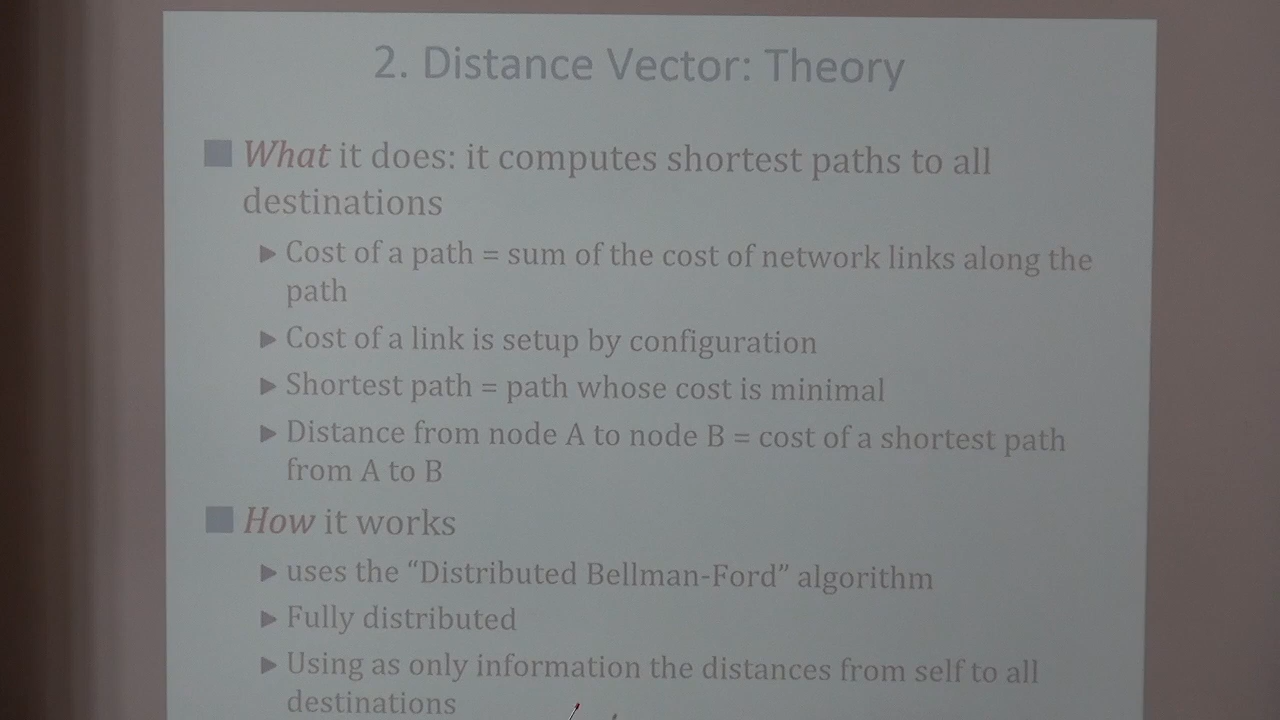 2. Distance Vector: Theory
What it does: it computes shortest paths to all
destinations
Cost of a path = sum of the cost of network links along the
path
Cost of a link is setup by configuration
Shortest path = path whose cost is minimal
Distance from node A to node B = cost of a shortest path
from A to B
How it works
uses the “Distributed Bellman-Ford” algorithm
Fully distributed
Using as only information the distances from self to all
destinations